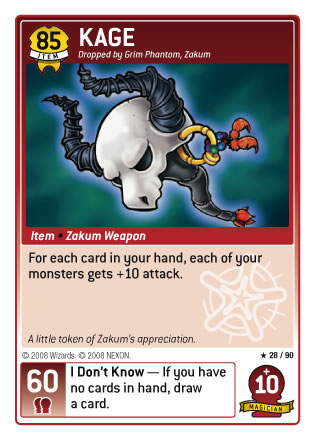 85
ITEM
KAGE
Dropped by Grim Phantom, Zakum
Item • Zakum Weapon
For each card in your hand, each of your
monsters gets +10 attack.
A little token of Zakum's appreciation.
© 2008 Wizards. © 2008 NEXON.
★ 28 / 90
60
I Don't Know — If you have
no cards in hand, draw
a card.
+
10
MAGICIAN